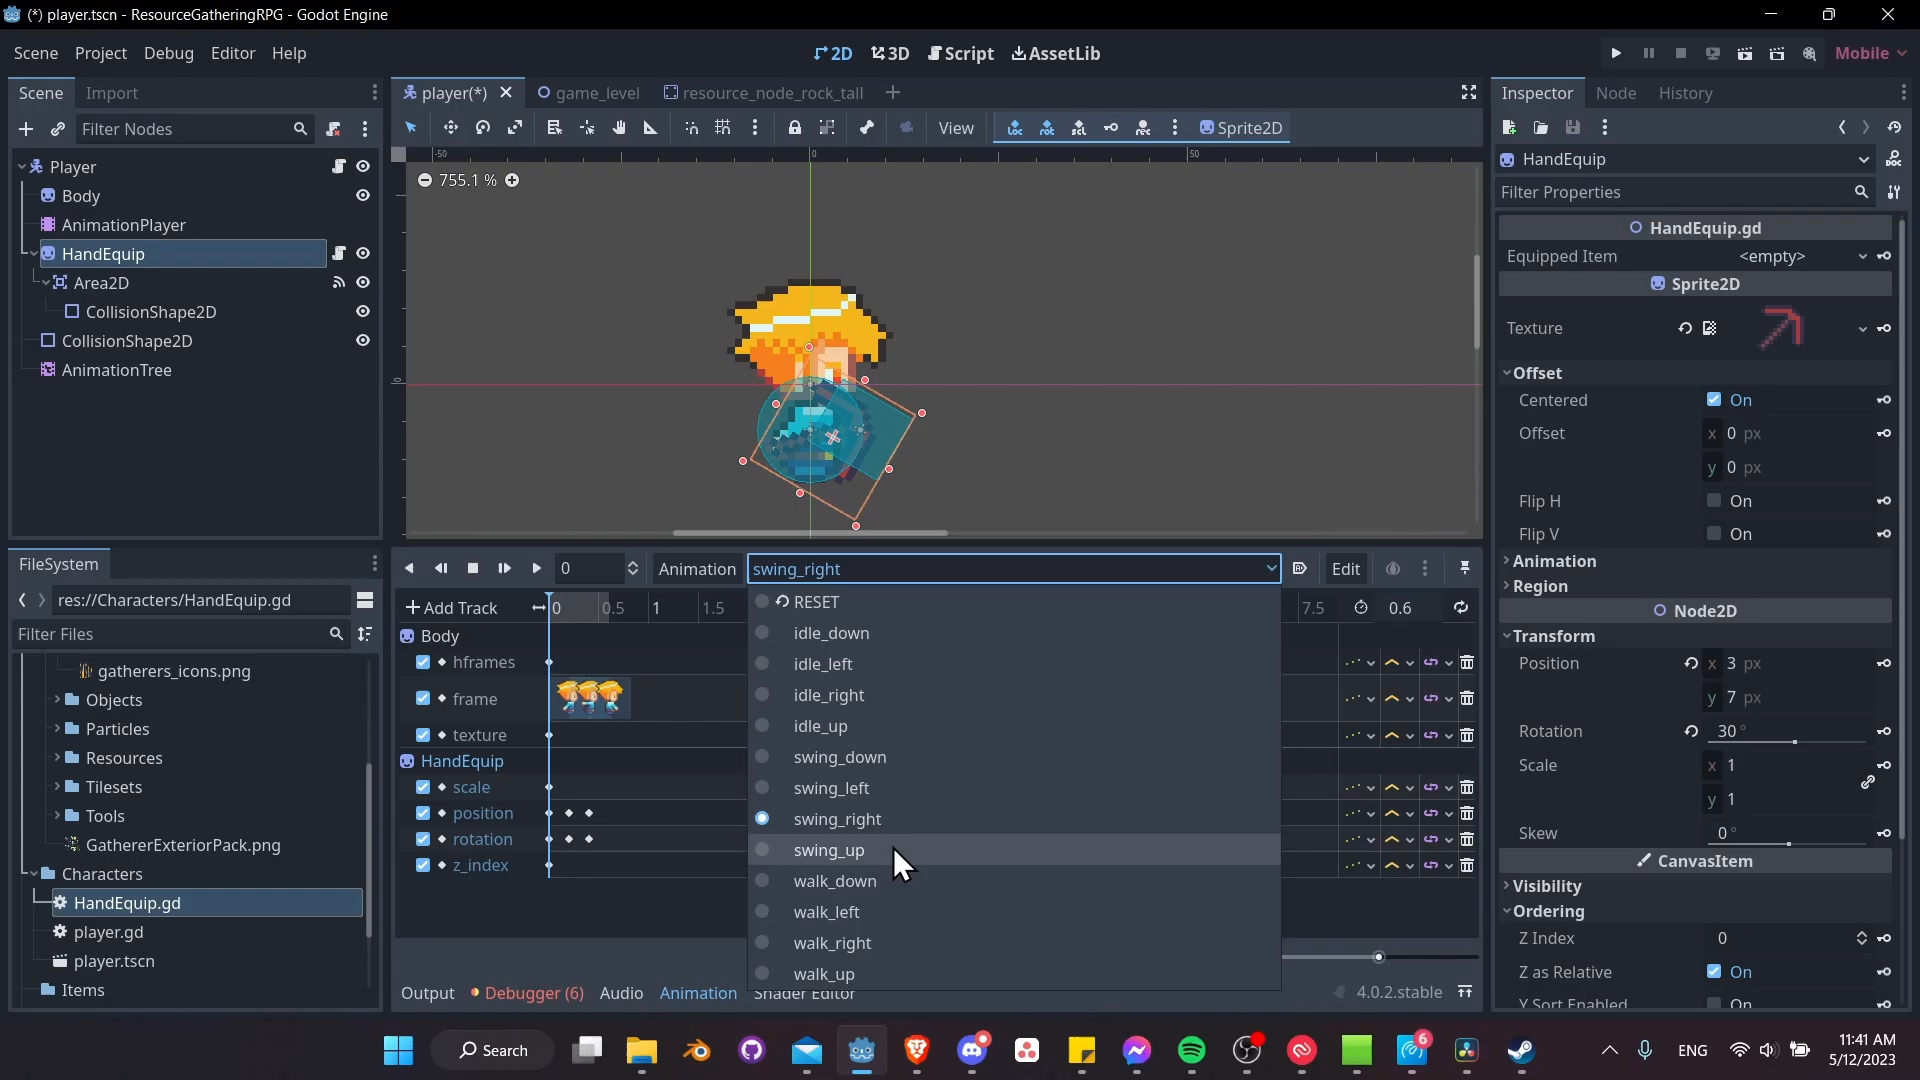 (*) player.tscn - ResourceGatheringRPG - Godot Engine
Scene Project Debug Editor Help
2D 3D Script AssetLib
Mobile
Scene Import
Filter Nodes
Player
Body
AnimationPlayer
HandEquip
Area2D
CollisionShape2D
CollisionShape2D
AnimationTree
FileSystem
res://Characters/HandEquip.gd
Filter Files
gatherers_icons.png
Objects
Particles
Resources
Tilesets
Tools
GathererExteriorPack.png
Characters
HandEquip.gd
player.gd
player.tscn
Items
player(*) game_level resource_node_rock_tall
View Sprite2D
-50 0 50
755.1 %
0
0 Animation swing_right Edit
Add Track 0 0.5 1 1.5 7.5 0.6
Body
hframes
frame
texture
HandEquip
scale
position
rotation
z_index
RESET
idle_down
idle_left
idle_right
idle_up
swing_down
swing_left
swing_right
swing_up
walk_down
walk_left
walk_right
walk_up
Output Debugger (6) Audio Animation Shader Editor
4.0.2.stable
Inspector Node History
HandEquip
Filter Properties
HandEquip.gd
Equipped Item <empty>
Sprite2D
Texture
Offset
Centered On
Offset x 0 px
y 0 px
Flip H On
Flip V On
Animation
Region
Node2D
Transform
Position x 3 px
y 7 px
Rotation 30 °
Scale x 1
y 1
Skew 0 °
CanvasItem
Visibility
Ordering
Z Index 0
Z as Relative On
Y Sort Enabled On
Search
6
ENG
11:41 AM
5/12/2023